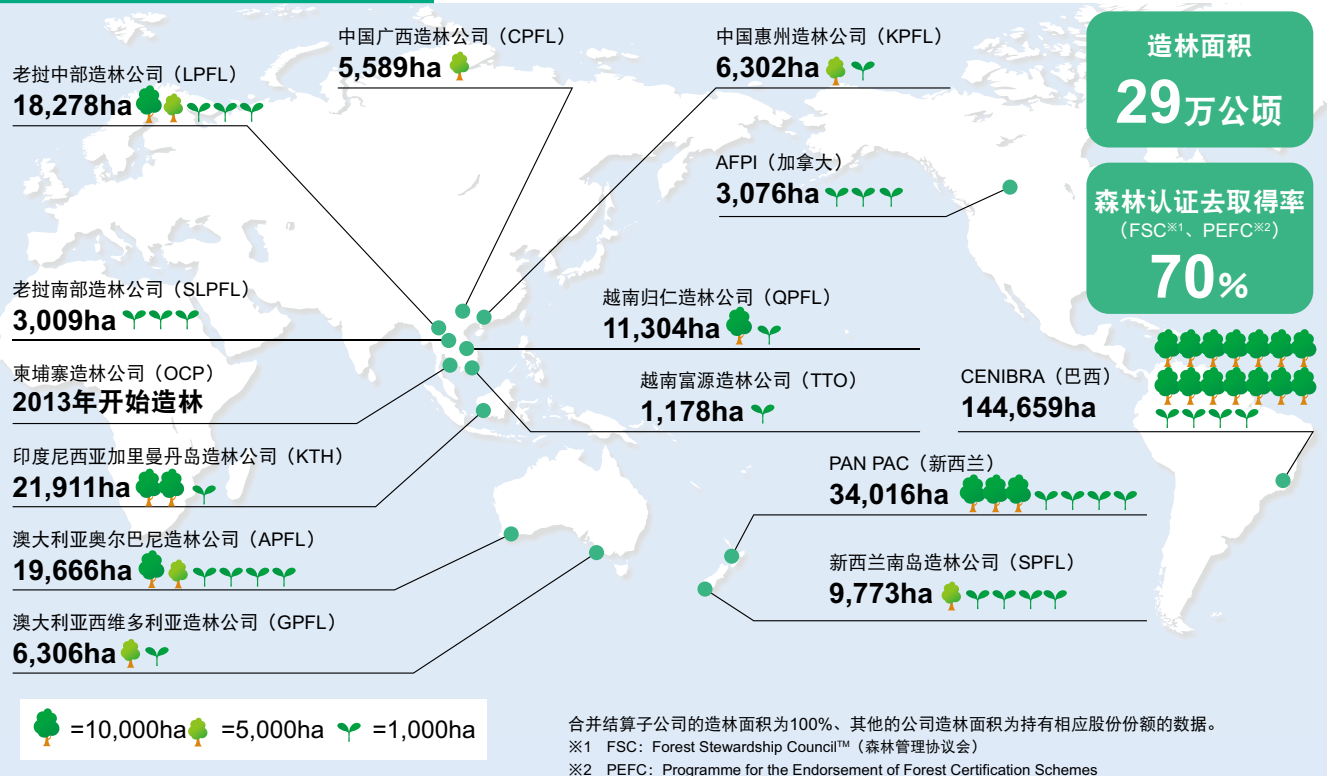 中国广西造林公司（CPFL）
5,589ha
中国惠州造林公司（KPFL）
6,302ha
造林面积
29万公顷
老挝中部造林公司（LPFL）
18,278ha
AFPI（加拿大）
3,076ha
森林认证去取得率
（FSC※1、PEFC※2）
70%
老挝南部造林公司（SLPFL）
3,009ha
越南归仁造林公司（QPFL）
11,304ha
柬埔寨造林公司（OCP）
2013年开始造林
越南富源造林公司（TTO）
1,178ha
CENIBRA（巴西）
144,659ha
印度尼西亚加里曼丹岛造林公司（KTH）
21,911ha
PAN PAC（新西兰）
34,016ha
澳大利亚奥尔巴尼造林公司（APFL）
19,666ha
新西兰南岛造林公司（SPFL）
9,773ha
澳大利亚西维多利亚造林公司（GPFL）
6,306ha
=10,000ha =5,000ha =1,000ha
合并结算子公司的造林面积为100%、其他的公司造林面积为持有相应股份份额的数据。
※1 FSC：Forest Stewardship Council™（森林管理协议会）
※2 PEFC：Programme for the Endorsement of Forest Certification Schemes